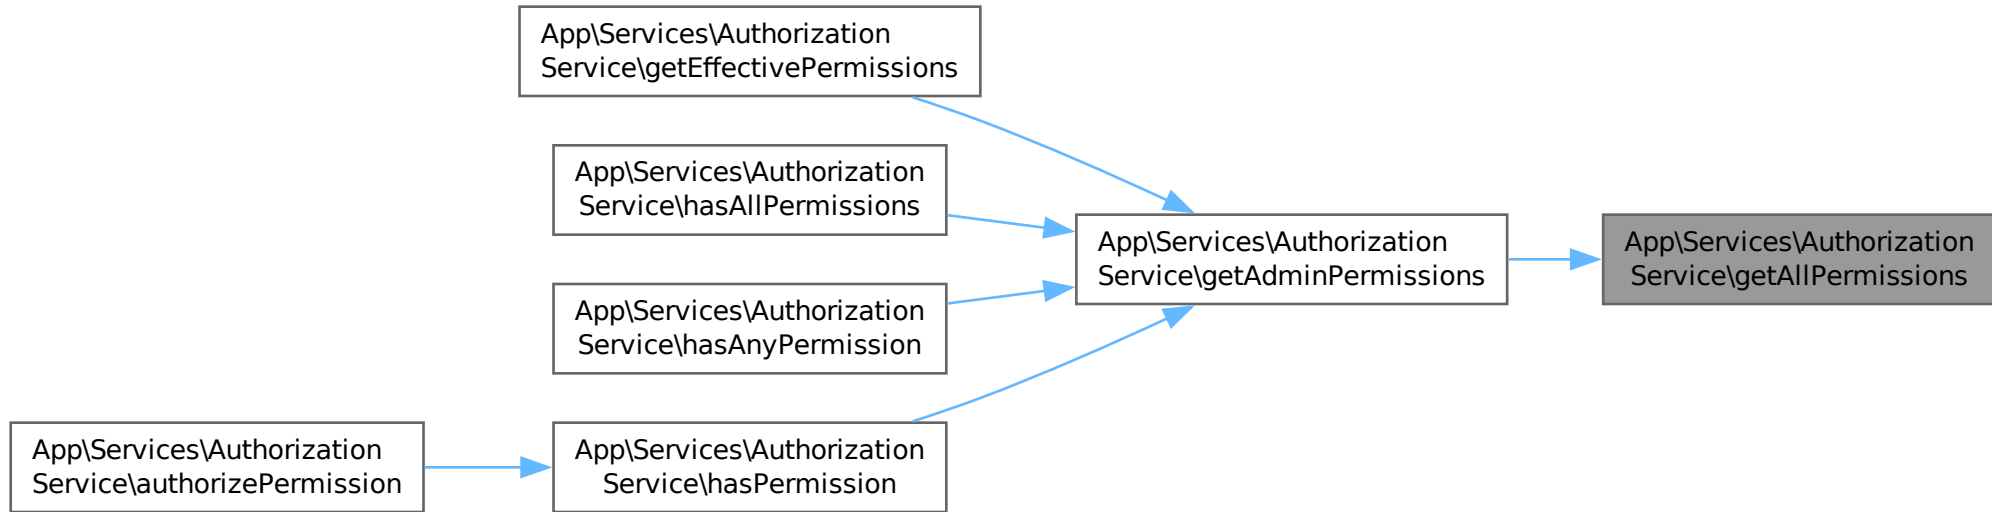 App\Services\Authorization
Service\getEffectivePermissions
App\Services\Authorization
Service\hasAllPermissions
App\Services\Authorization
Service\getAdminPermissions
App\Services\Authorization
Service\getAllPermissions
App\Services\Authorization
Service\hasAnyPermission
App\Services\Authorization
Service\authorizePermission
App\Services\Authorization
Service\hasPermission